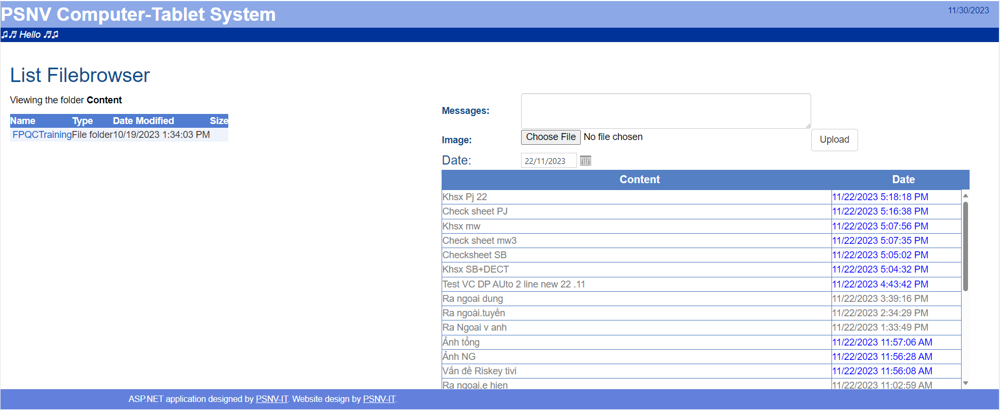 PSNV Computer-Tablet System
11/30/2023
♫♬ Hello ♬♫
List Filebrowser
Viewing the folder Content
Name Type Date Modified Size
FPQCTraining File folder 10/19/2023 1:34:03 PM
Messages:
Image: Choose File No file chosen Upload
Date: 22/11/2023
Content Date
Khsx Pj 22 11/22/2023 5:18:18 PM
Check sheet PJ 11/22/2023 5:16:38 PM
Khsx mw 11/22/2023 5:07:56 PM
Check sheet mw3 11/22/2023 5:07:35 PM
Checksheet SB 11/22/2023 5:05:02 PM
Khsx SB+DECT 11/22/2023 5:04:32 PM
Test VC DP AUto 2 line new 22 .11 11/22/2023 4:43:42 PM
Ra ngoai dung 11/22/2023 3:39:16 PM
Ra ngoài.tuyến 11/22/2023 2:34:29 PM
Ra Ngoai v anh 11/22/2023 1:33:49 PM
Ảnh tổng 11/22/2023 11:57:06 AM
Ảnh NG 11/22/2023 11:56:28 AM
Vấn đề Riskey tivi 11/22/2023 11:56:08 AM
Ra ngoai.e hien 11/22/2023 11:02:59 AM
ASP.NET application designed by PSNV-IT. Website design by PSNV-IT.